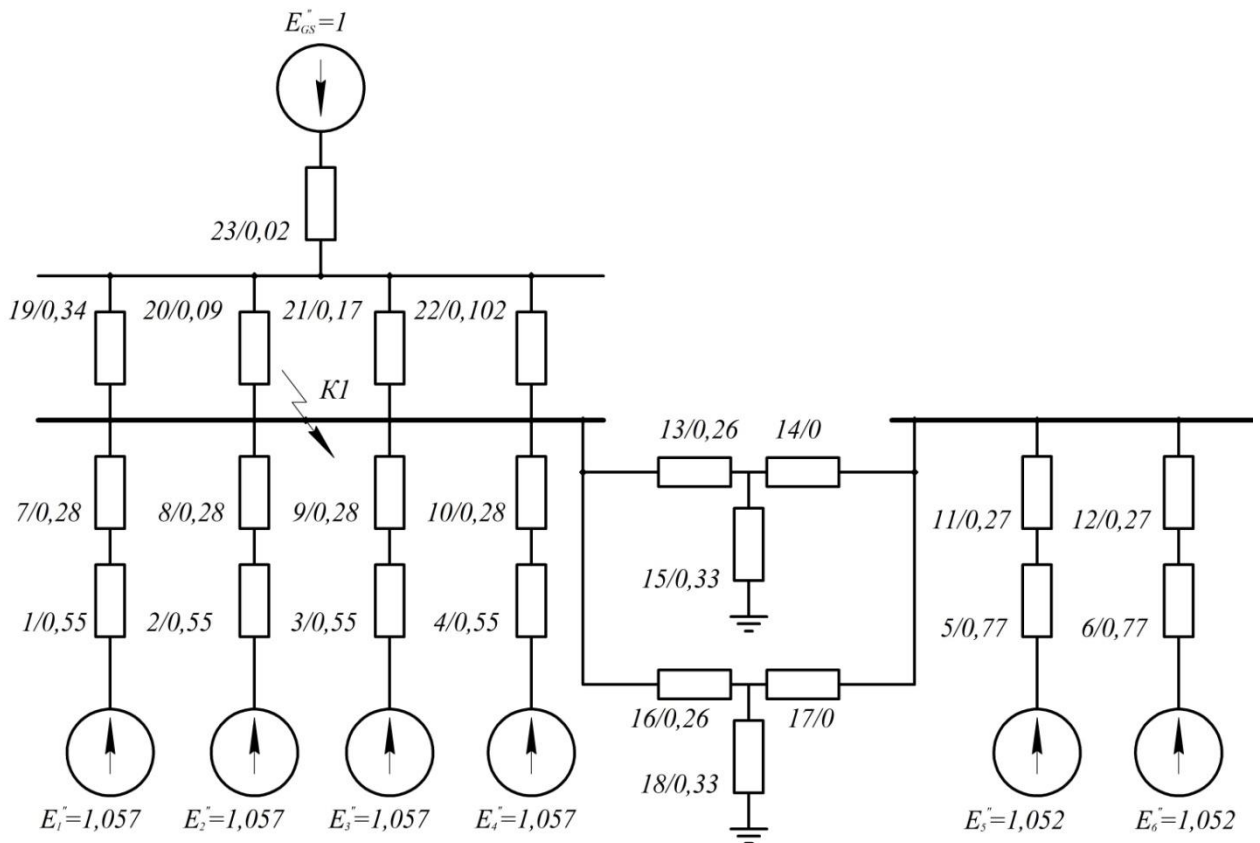 E"GS=1
23/0,02
19/0,34 20/0,09 21/0,17 22/0,102
K1
13/0,26 14/0
7/0,28 8/0,28 9/0,28 10/0,28 11/0,27 12/0,27
15/0,33
1/0,55 2/0,55 3/0,55 4/0,55 5/0,77 6/0,77
16/0,26 17/0
18/0,33
E"1=1,057 E"2=1,057 E"3=1,057 E"4=1,057 E"5=1,052 E"6=1,052